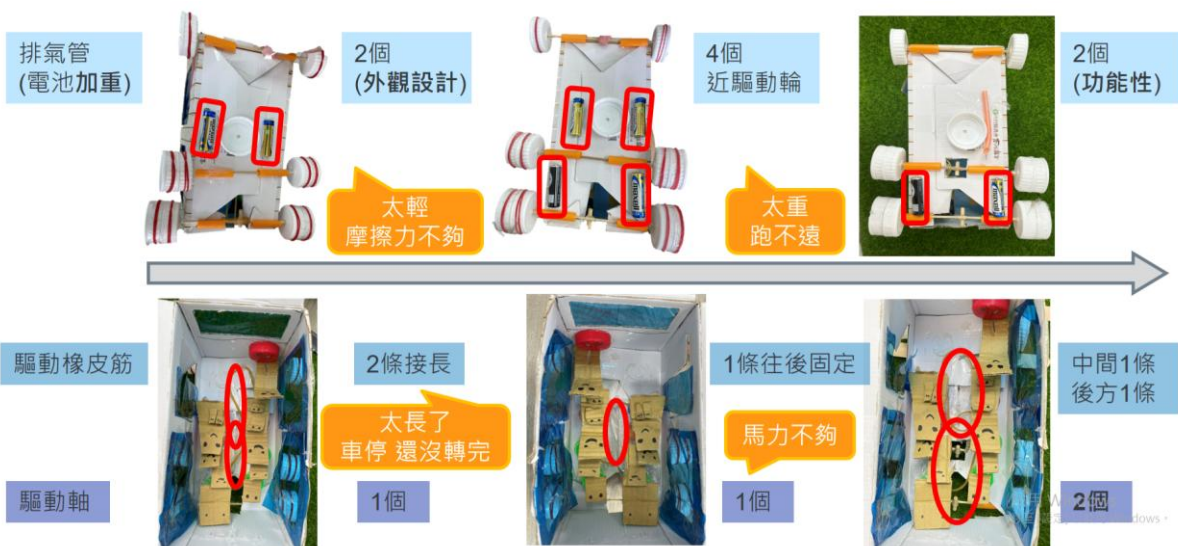 排氣管
(電池加重)
2個
(外觀設計)
4個
近驅動輪
2個
(功能性)
太輕
摩擦力不夠
太重
跑不遠
驅動橡皮筋
2條接長
1條往後固定
中間1條
後方1條
太長了
車停 還沒轉完
馬力不夠
驅動軸
1個
1個
2個